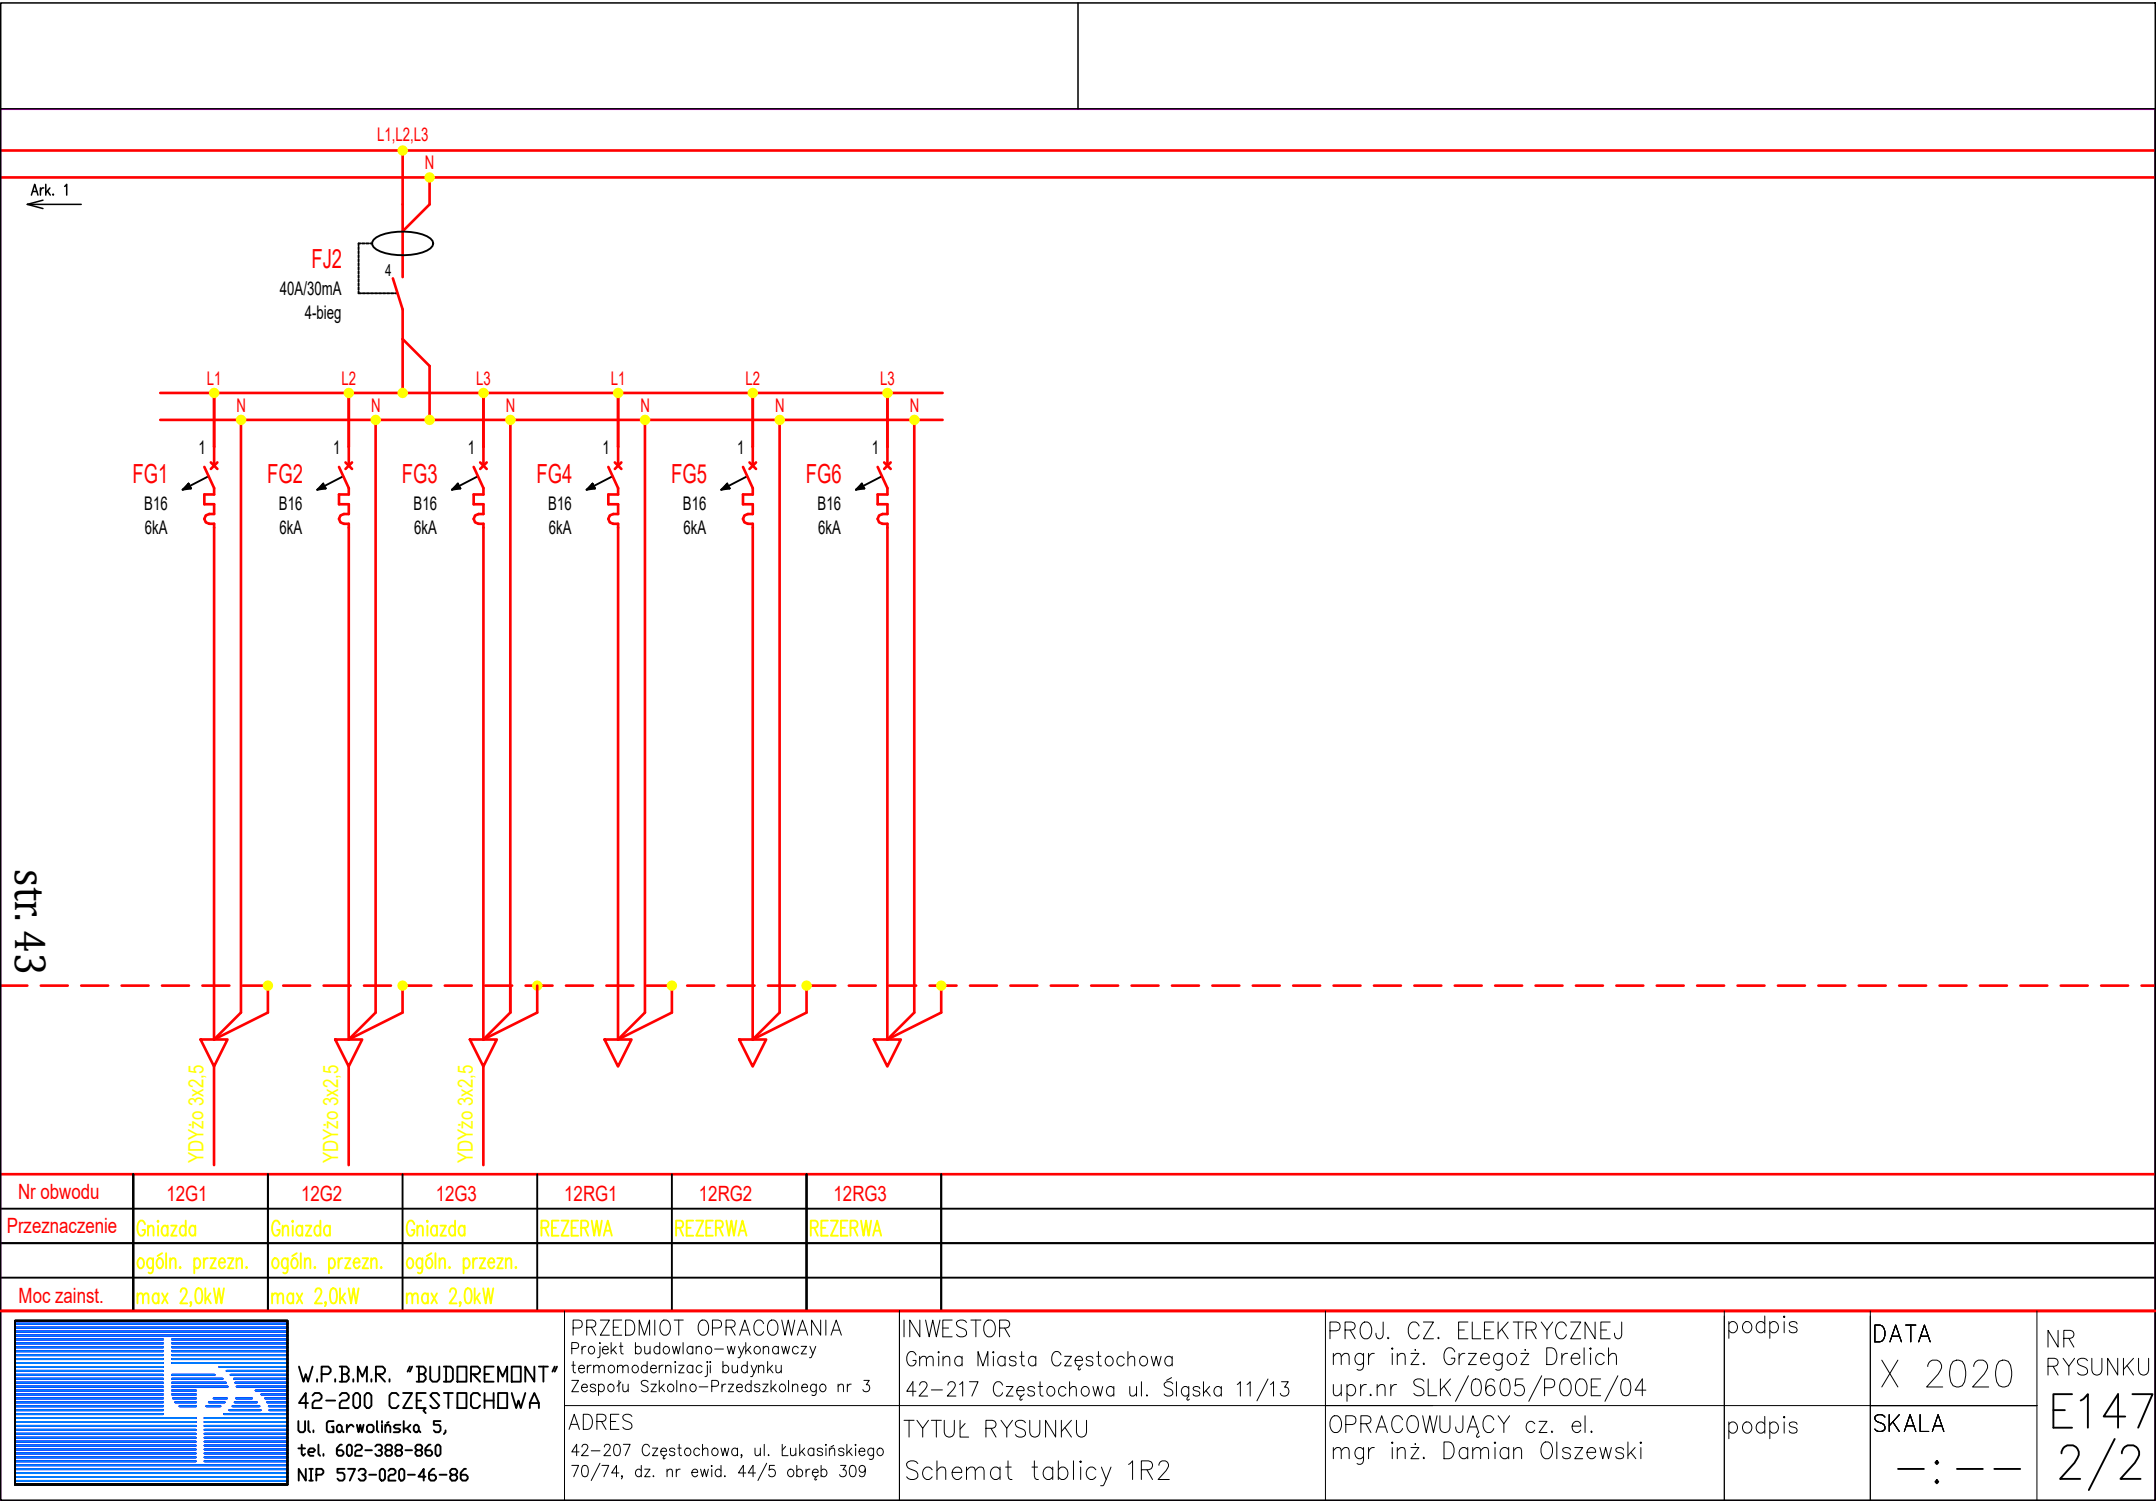 L1,L2,L3
N
Ark. 1
FJ2
40A/30mA
4-bieg
4
L1 L2 L3 L1 L2 L3
N N N N N N
1 1 1 1 1 1
FG1 FG2 FG3 FG4 FG5 FG6
B16 B16 B16 B16 B16 B16
6kA 6kA 6kA 6kA 6kA 6kA
str. 43
YDYżo 3x2,5 YDYżo 3x2,5 YDYżo 3x2,5
Nr obwodu 12G1 12G2 12G3 12RG1 12RG2 12RG3
Przeznaczenie Gniazda Gniazda Gniazda REZERWA REZERWA REZERWA
ogóln. przezn. ogóln. przezn. ogóln. przezn.
Moc zainst. max 2,0kW max 2,0kW max 2,0kW
W.P.B.M.R. "BUDOREMONT"
42-200 CZĘSTOCHOWA
Ul. Garwolińska 5,
tel. 602-388-860
NIP 573-020-46-86
PRZEDMIOT OPRACOWANIA
Projekt budowlano-wykonawczy
termomodernizacji budynku
Zespołu Szkolno-Przedszkolnego nr 3
ADRES
42-207 Częstochowa, ul. Łukasińskiego
70/74, dz. nr ewid. 44/5 obręb 309
INWESTOR
Gmina Miasta Częstochowa
42-217 Częstochowa ul. Śląska 11/13
TYTUŁ RYSUNKU
Schemat tablicy 1R2
PROJ. CZ. ELEKTRYCZNEJ
mgr inż. Grzegoż Drelich
upr.nr SLK/0605/POOE/04
OPRACOWUJĄCY cz. el.
mgr inż. Damian Olszewski
podpis
podpis
DATA
X 2020
SKALA
-:--
NR
RYSUNKU
E147
2/2